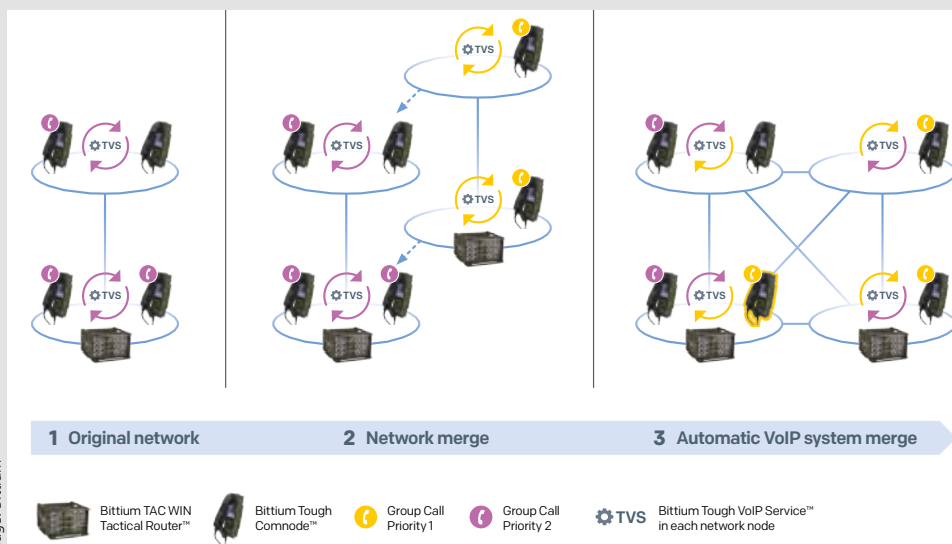 TVS
TVS
TVS
TVS
TVS
TVS
TVS
TVS
TVS
TVS
1 Original network
2 Network merge
3 Automatic VoIP system merge
Bittium TAC WIN
Tactical Router™
Bittium Tough
Comnode™
Group Call
Priority 1
Group Call
Priority 2
TVS
Bittium Tough VoIP Service™
in each network node